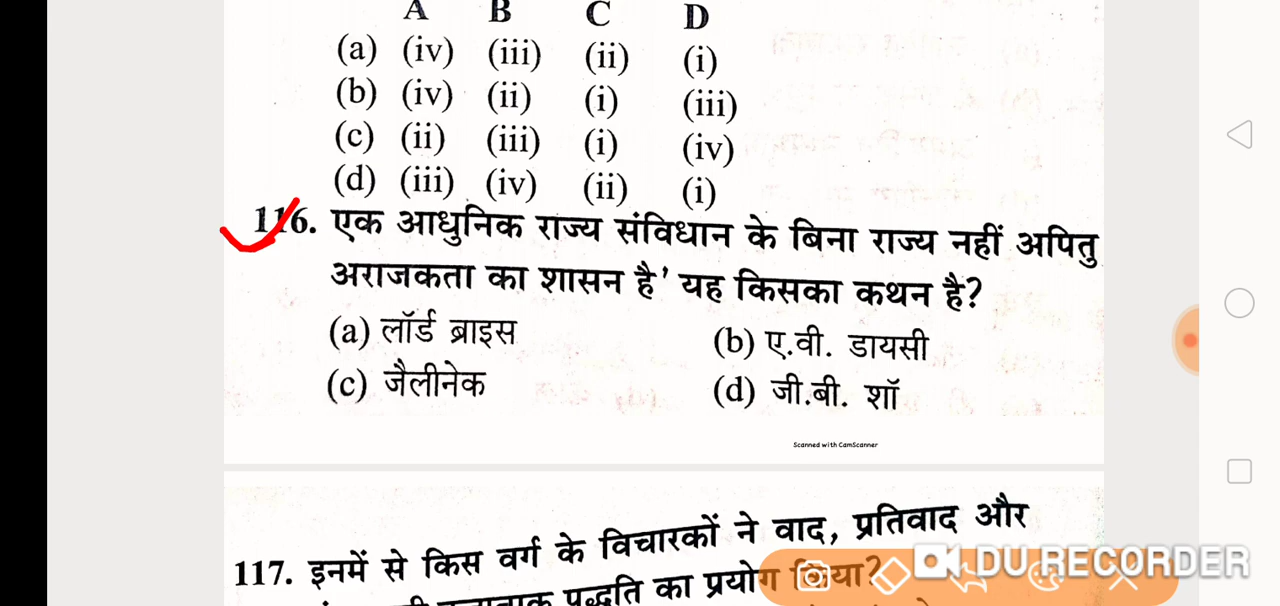 A B C D
(a) (iv) (iii) (ii) (i)
(b) (iv) (ii) (i) (iii)
(c) (ii) (iii) (i) (iv)
(d) (iii) (iv) (ii) (i)
116. एक आधुनिक राज्य संविधान के बिना राज्य नहीं अपितु
अराजकता का शासन है' यह किसका कथन है?
(a) लॉर्ड ब्राइस (b) ए.वी. डायसी
(c) जैलीनेक (d) जी.बी. शॉ
Scanned with CamScanner
117. इनमें से किस वर्ग के विचारकों ने वाद, प्रतिवाद और
पद्धति का प्रयोग किया?
DU RECORDER